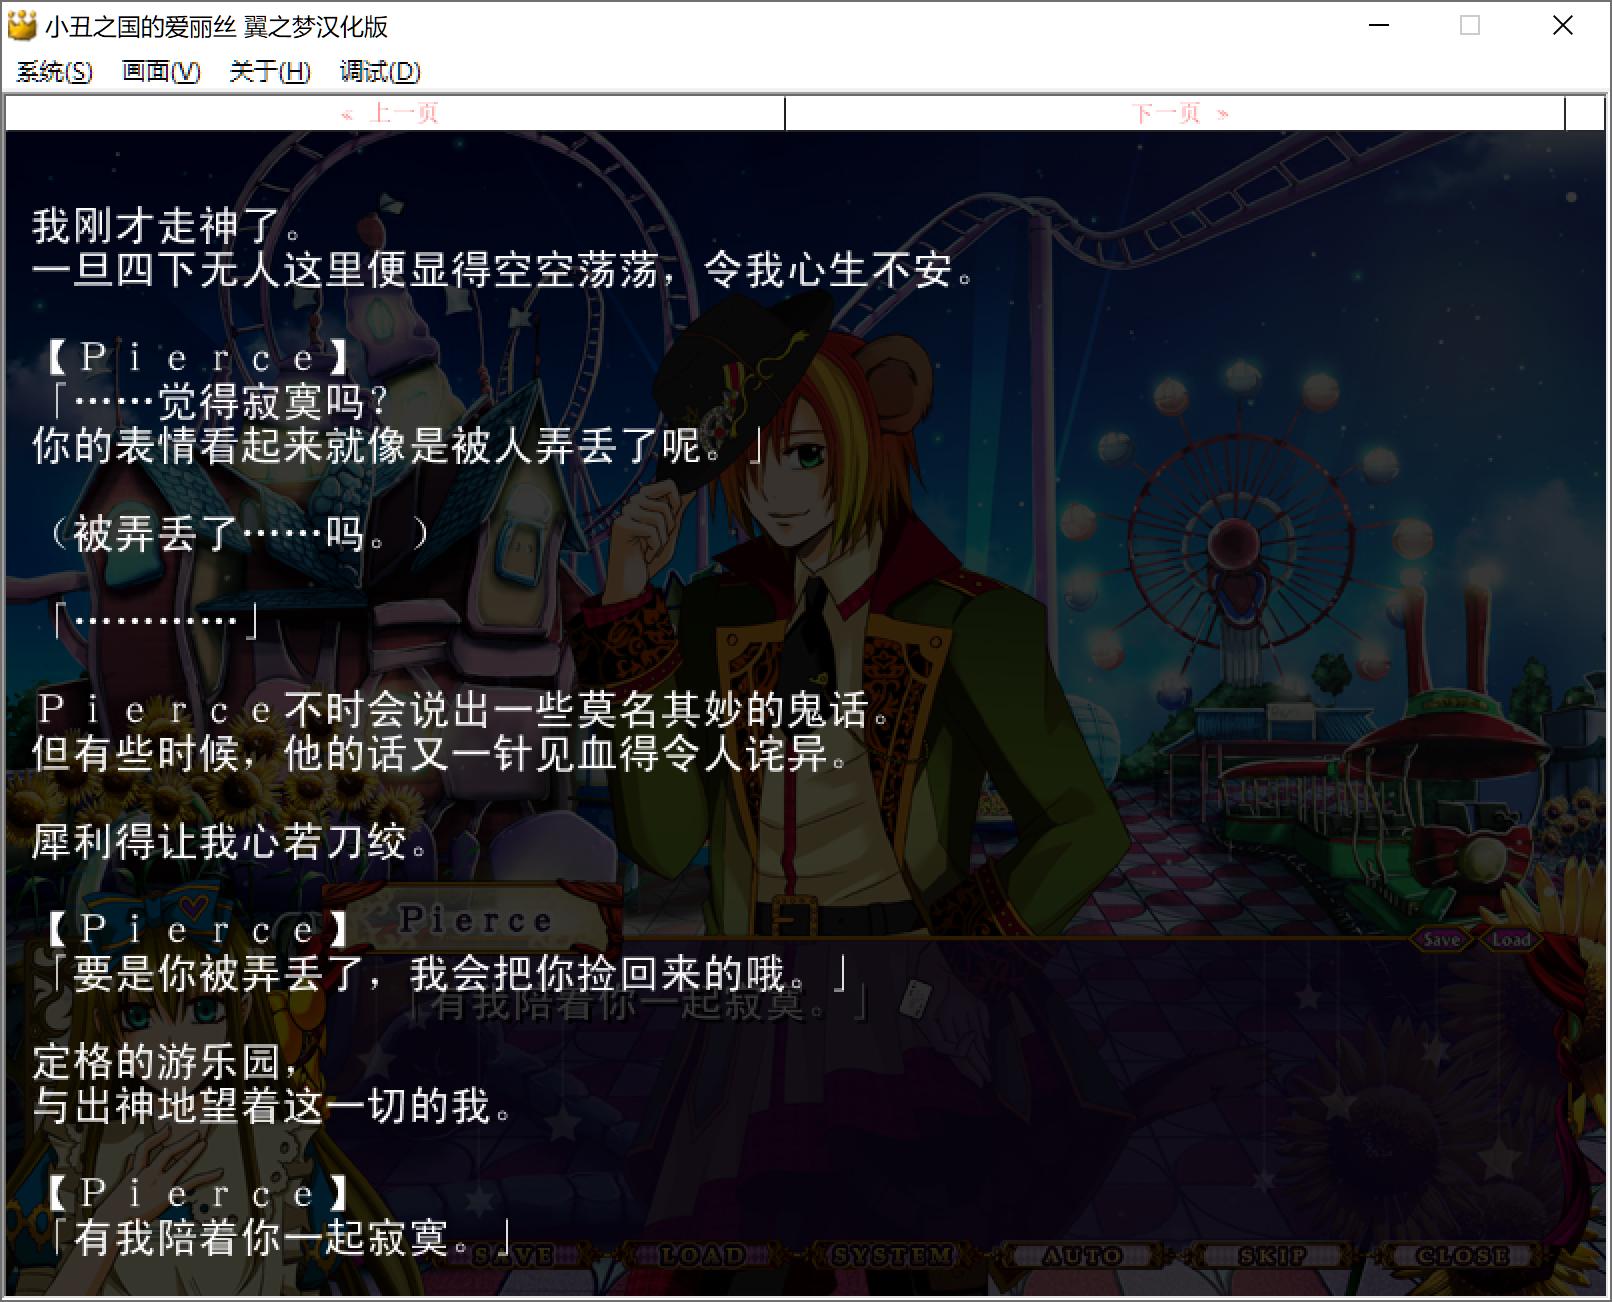 小丑之国的爱丽丝 翼之梦汉化版
系统(S) 画面(V) 关于(H) 调试(D)
« 上一页 下一页 »
我刚才走神了。
一旦四下无人这里便显得空空荡荡，令我心生不安。
【Ｐｉｅｒｃｅ】
「……觉得寂寞吗？
你的表情看起来就像是被人弄丢了呢。」
（被弄丢了……吗。）
「…………」
Ｐｉｅｒｃｅ不时会说出一些莫名其妙的鬼话。
但有些时候，他的话又一针见血得令人诧异。
犀利得让我心若刀绞。
Pierce
【Ｐｉｅｒｃｅ】
Save Load
「要是你被弄丢了，我会把你捡回来的哦。」
「有我陪着你一起寂寞。」
定格的游乐园，
与出神地望着这一切的我。
【Ｐｉｅｒｃｅ】
「有我陪着你一起寂寞。」
SAVE LOAD SYSTEM AUTO SKIP CLOSE